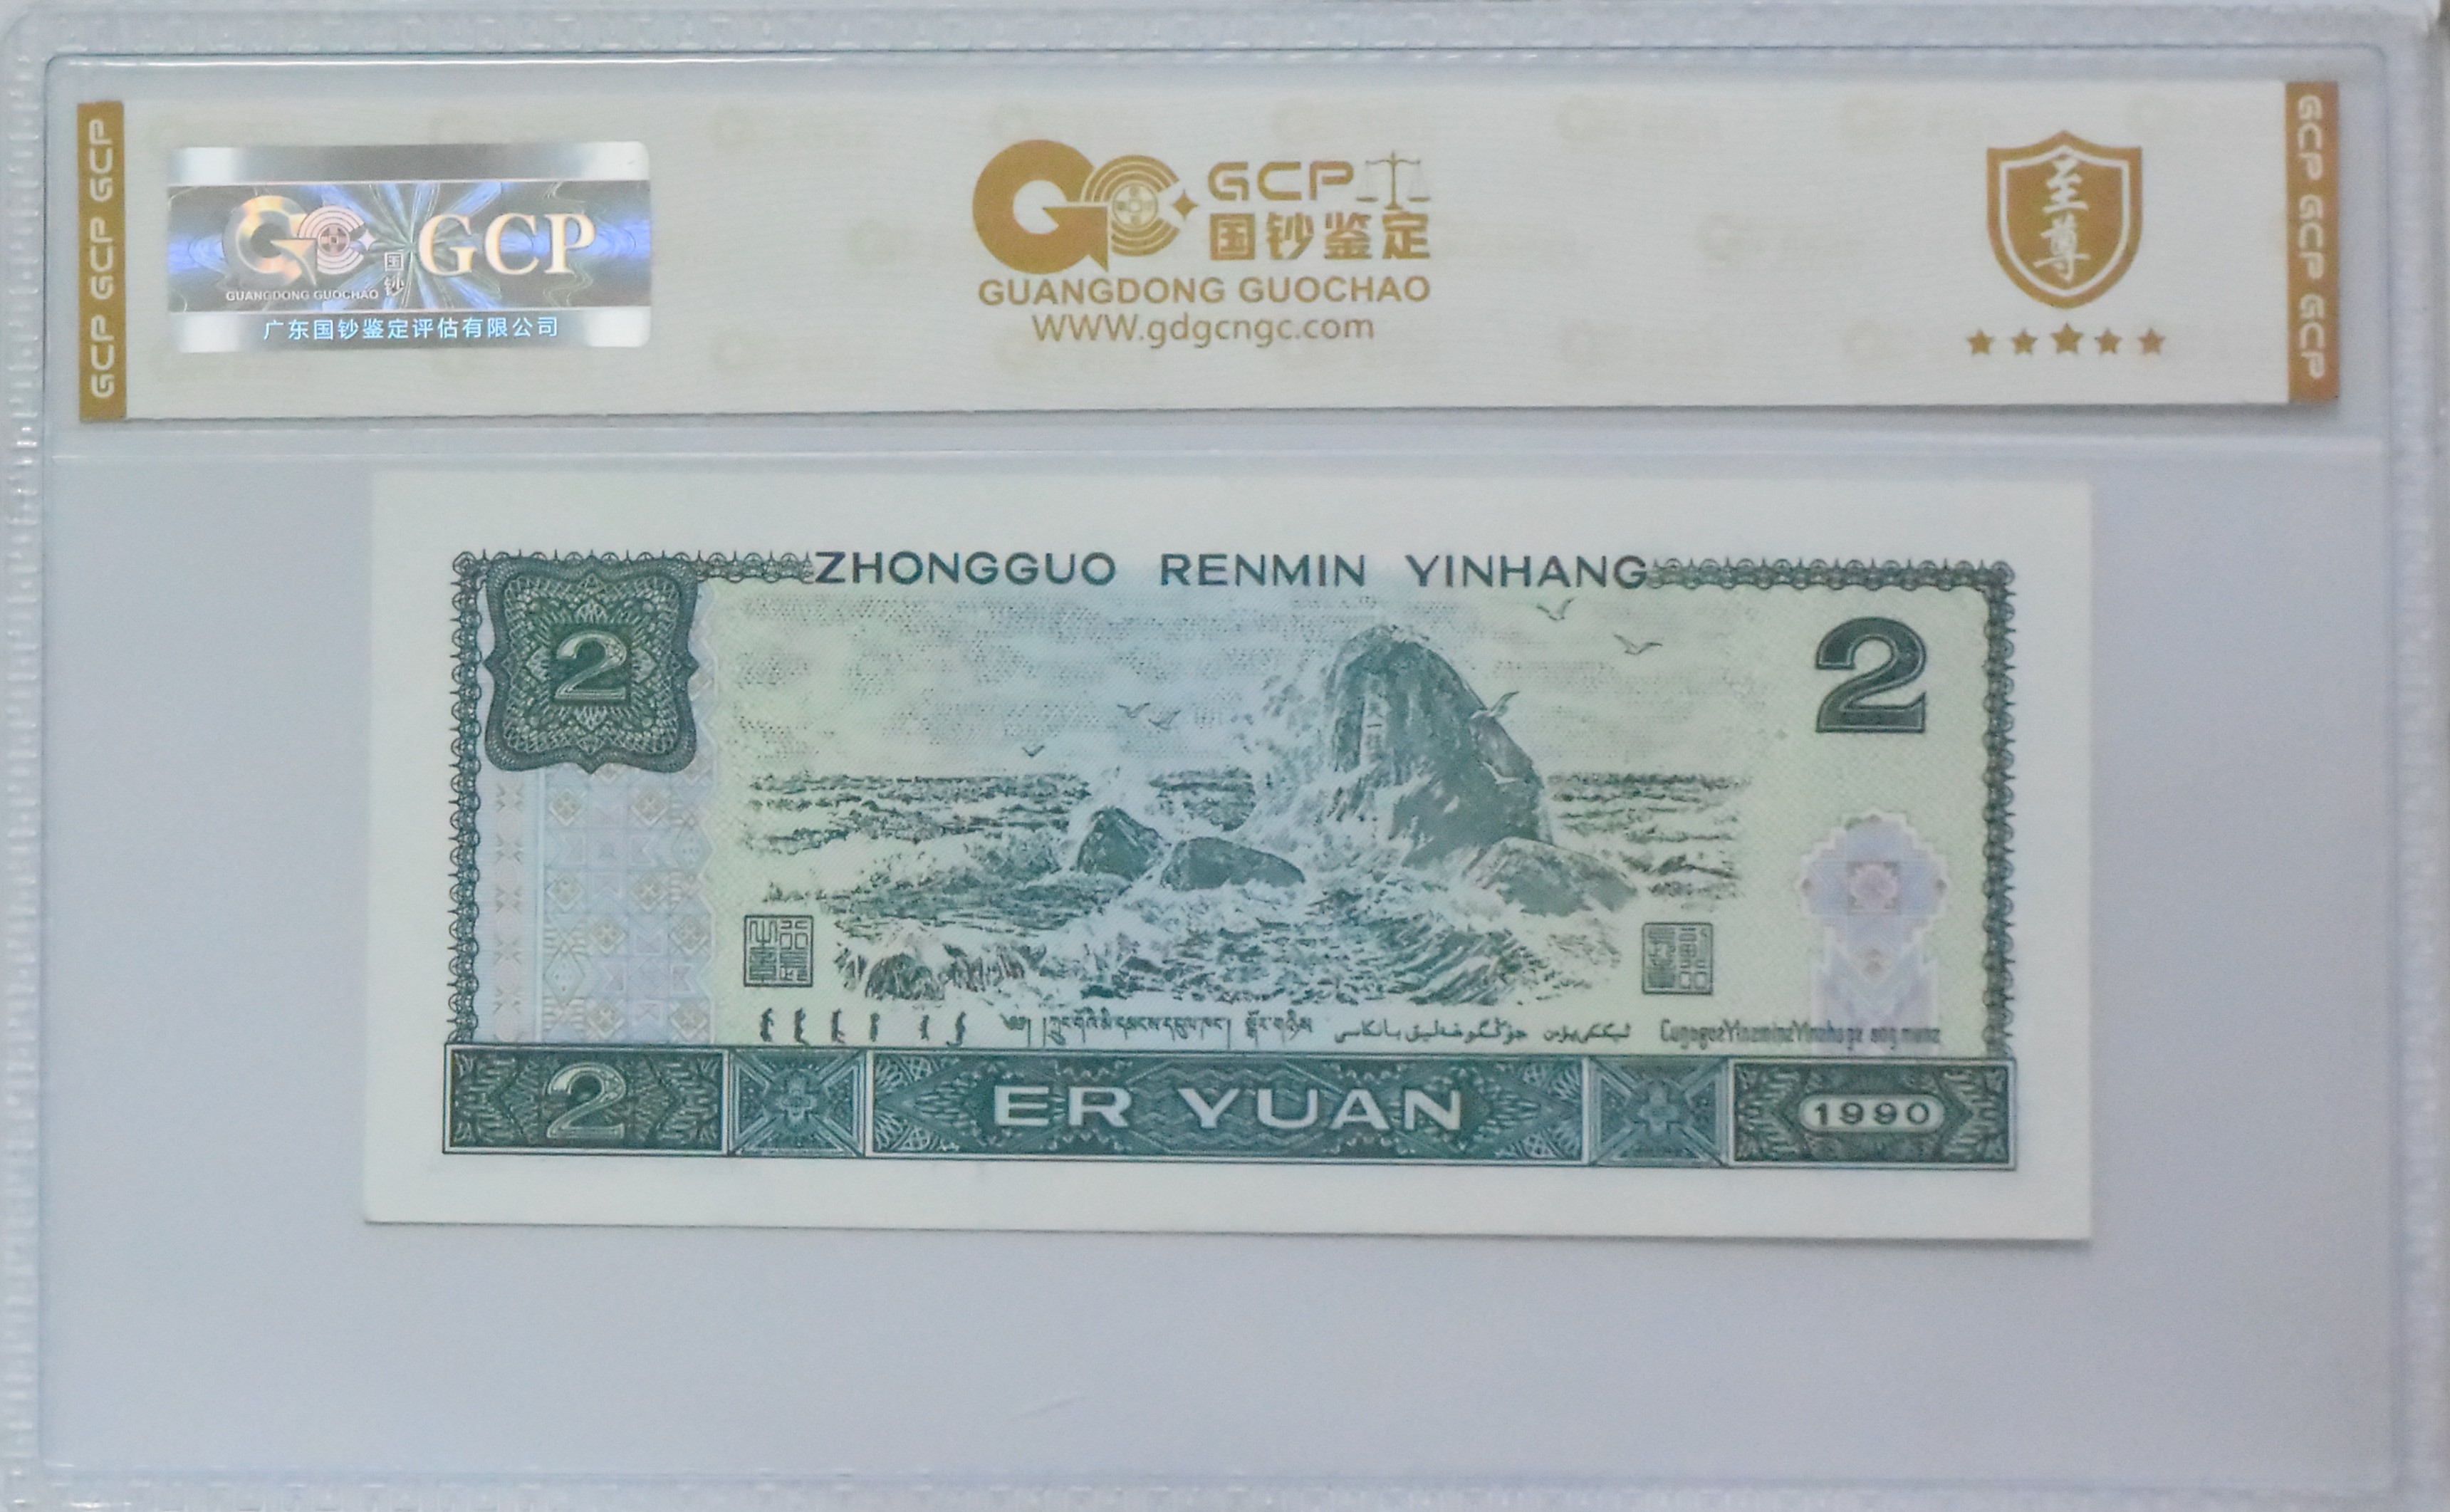 GCP GCP GCP
GCP
国钞
GUANGDONG GUOCHAO
广东国钞鉴定评估有限公司
GCP
国钞鉴定
GUANGDONG GUOCHAO
WWW.gdgcngc.com
至尊
GCP GCP GCP
ZHONGGUO RENMIN YINHANG
2
2
2
ER YUAN
1990